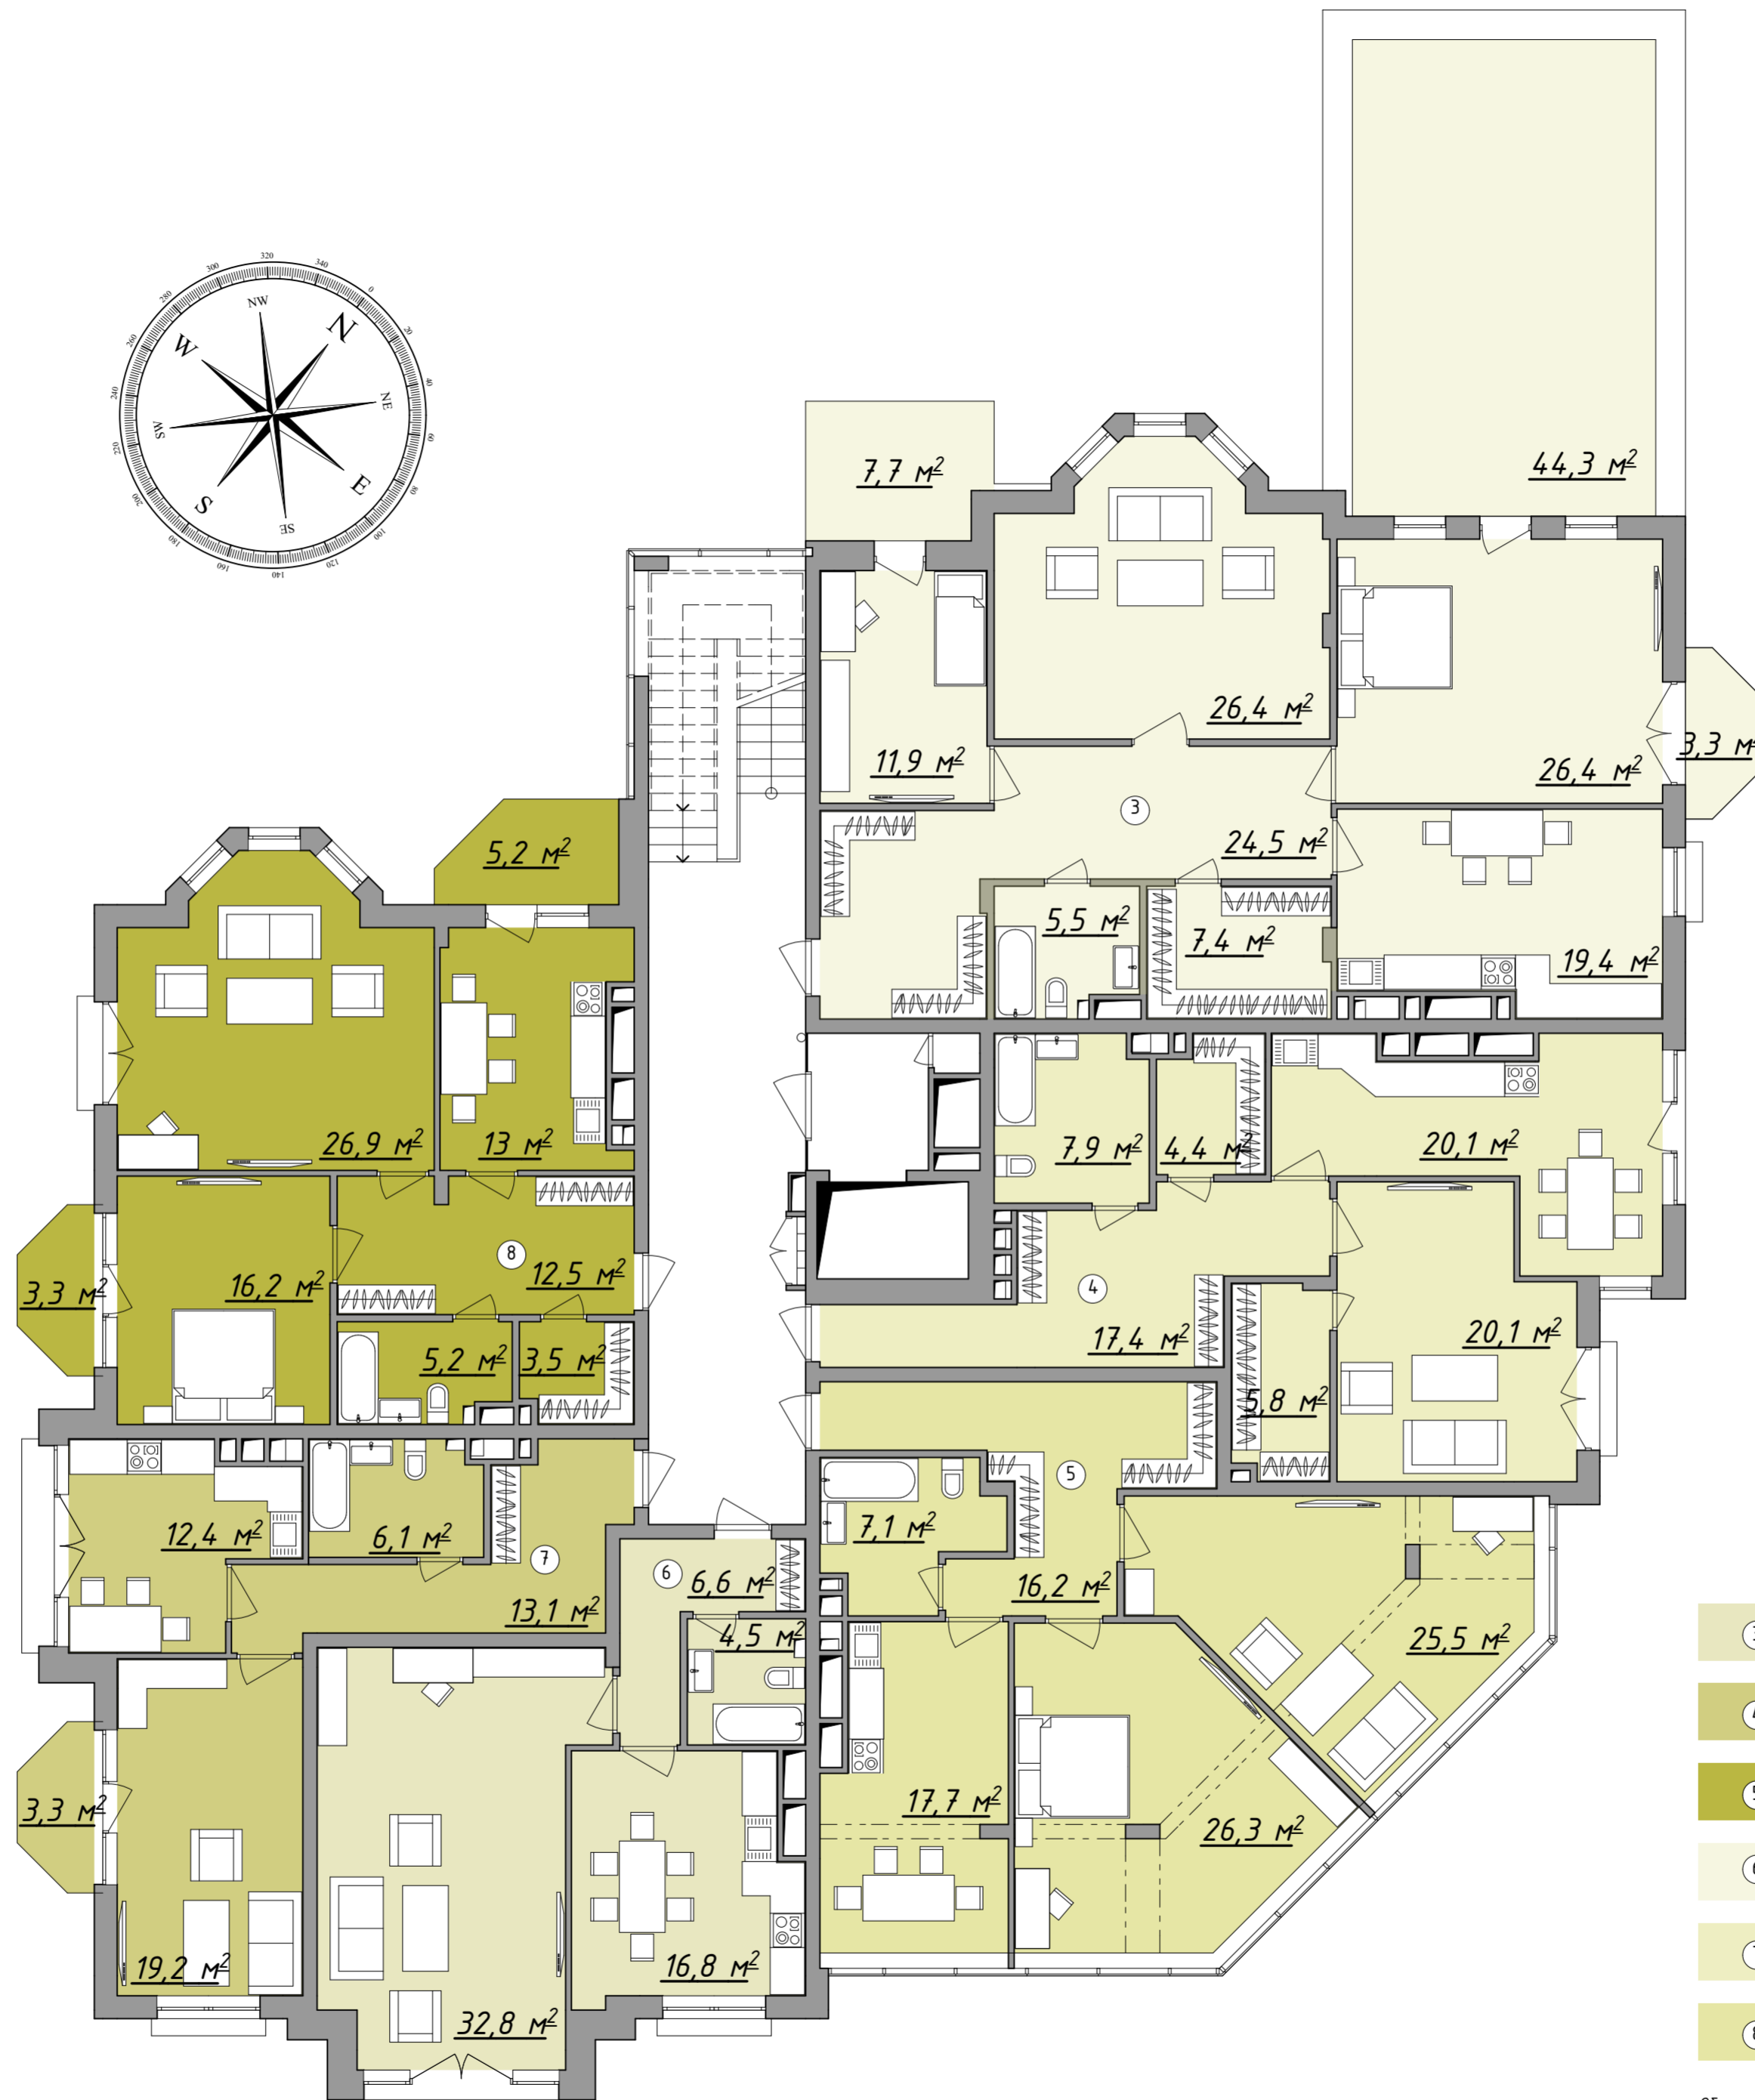 320
300
340
280
NW
0
N
260
W
20
240
NE
40
SW
220
60
200
S
E
80
180
SE
100
160
140
120
7,7 м²
44,3 м²
26,4 м²
11,9 м²
26,4 м²
3,3 м²
3
24,5 м²
5,2 м²
5,5 м²
7,4 м²
19,4 м²
26,9 м²
13 м²
7,9 м²
4,4 м²
20,1 м²
8
12,5 м²
16,2 м²
3,3 м²
4
17,4 м²
20,1 м²
5,2 м²
3,5 м²
5,8 м²
5
12,4 м²
6,1 м²
7
7,1 м²
6
6,6 м²
16,2 м²
13,1 м²
4,5 м²
25,5 м²
3,3 м²
17,7 м²
26,3 м²
19,2 м²
16,8 м²
32,8 м²